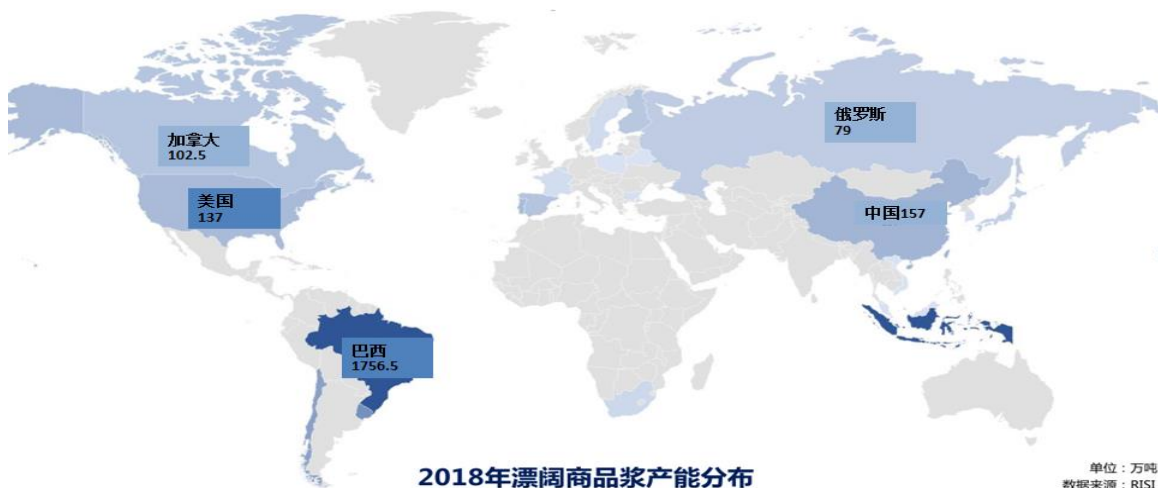 加拿大
102.5
美国
137
俄罗斯
79
中国157
巴西
1756.5
2018年漂阔商品浆产能分布
单位：万吨
数据来源：RISI